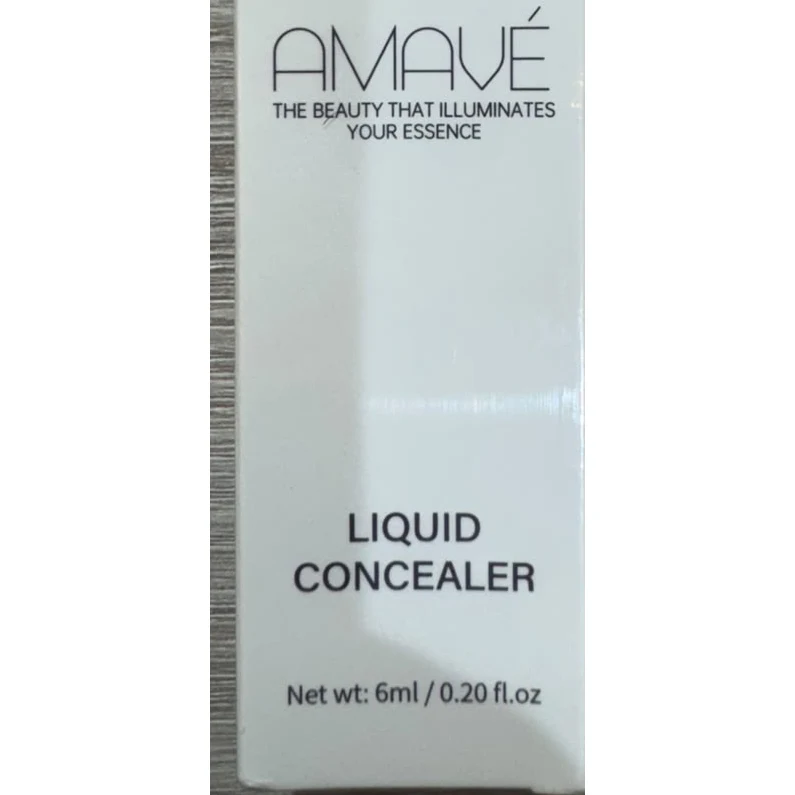 AMAVÉ
THE BEAUTY THAT ILLUMINATES
YOUR ESSENCE
LIQUID
CONCEALER
Net wt: 6ml / 0.20 fl.oz